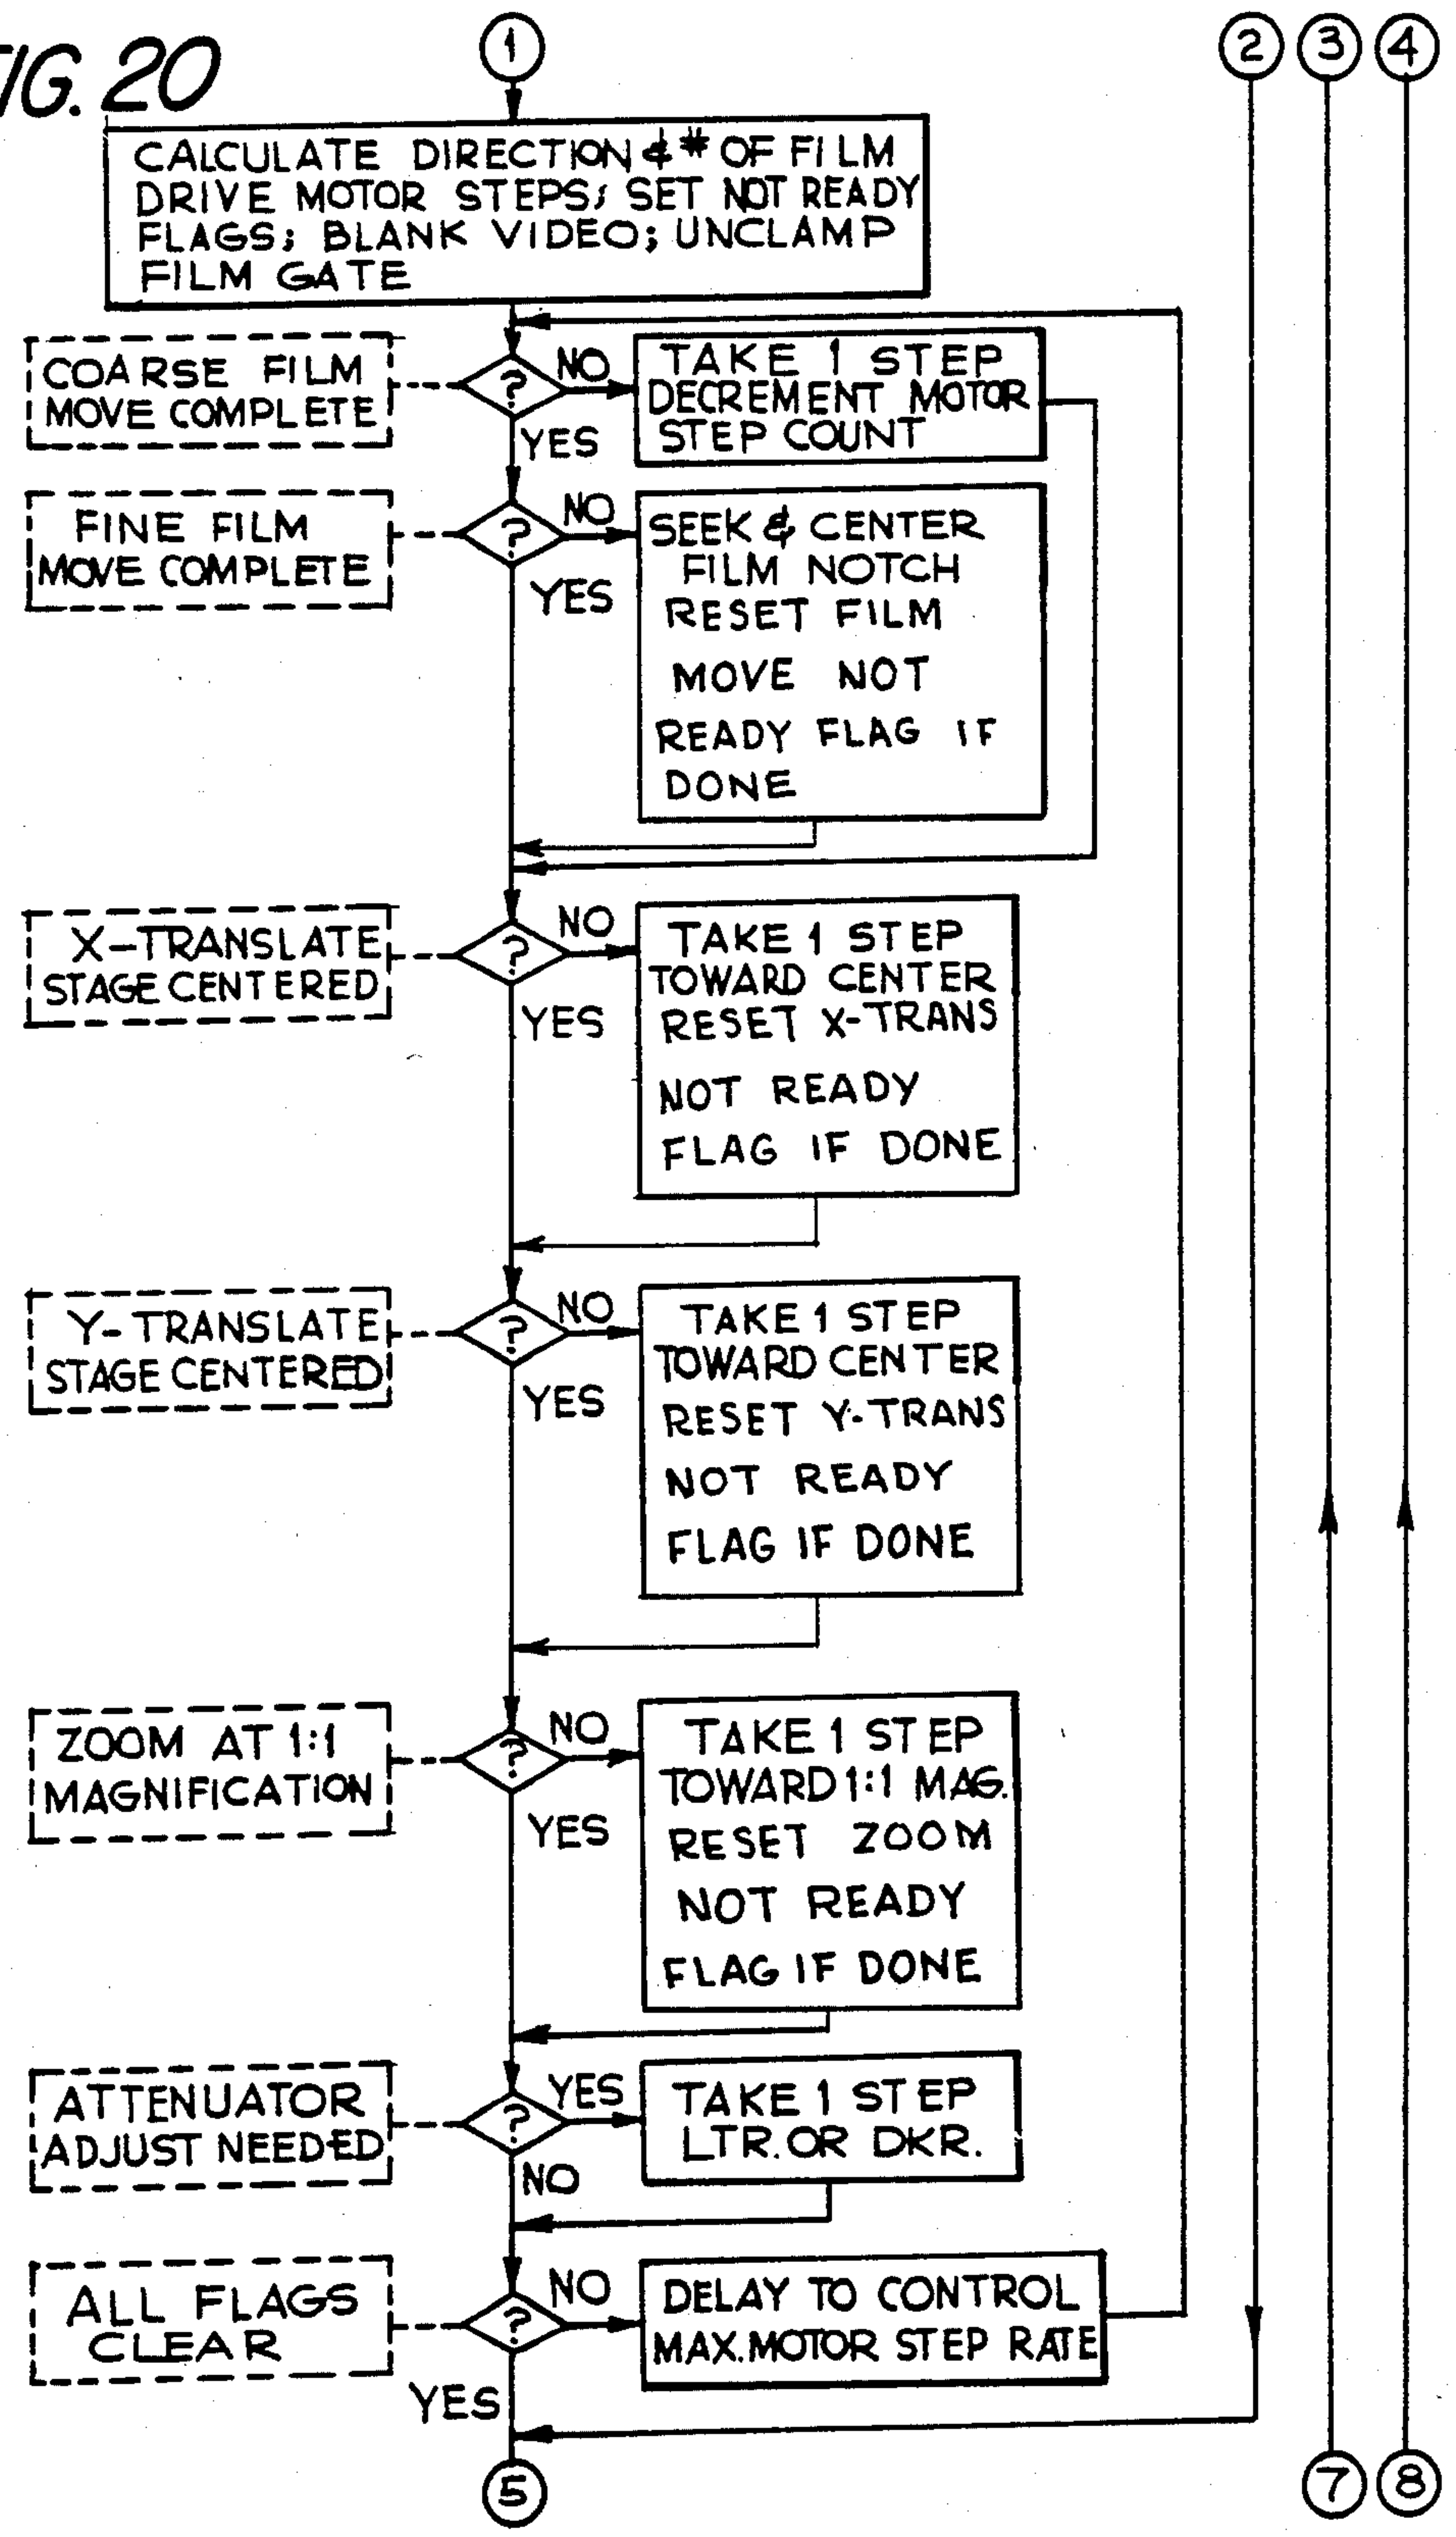 IG. 20
1
2
3
4
CALCULATE DIRECTION & # OF FILM
DRIVE MOTOR STEPS; SET NOT READY
FLAGS; BLANK VIDEO; UNCLAMP
FILM GATE
COARSE FILM
MOVE COMPLETE
?
NO
YES
TAKE 1 STEP
DECREMENT MOTOR
STEP COUNT
FINE FILM
MOVE COMPLETE
?
NO
YES
SEEK & CENTER
FILM NOTCH
RESET FILM
MOVE NOT
READY FLAG IF
DONE
X-TRANSLATE
STAGE CENTERED
?
NO
YES
TAKE 1 STEP
TOWARD CENTER
RESET X-TRANS
NOT READY
FLAG IF DONE
Y-TRANSLATE
STAGE CENTERED
?
NO
YES
TAKE 1 STEP
TOWARD CENTER
RESET Y-TRANS
NOT READY
FLAG IF DONE
ZOOM AT 1:1
MAGNIFICATION
?
NO
YES
TAKE 1 STEP
TOWARD 1:1 MAG.
RESET ZOOM
NOT READY
FLAG IF DONE
ATTENUATOR
ADJUST NEEDED
?
YES
NO
TAKE 1 STEP
LTR. OR DKR.
ALL FLAGS
CLEAR
?
NO
YES
DELAY TO CONTROL
MAX. MOTOR STEP RATE
5
7
8